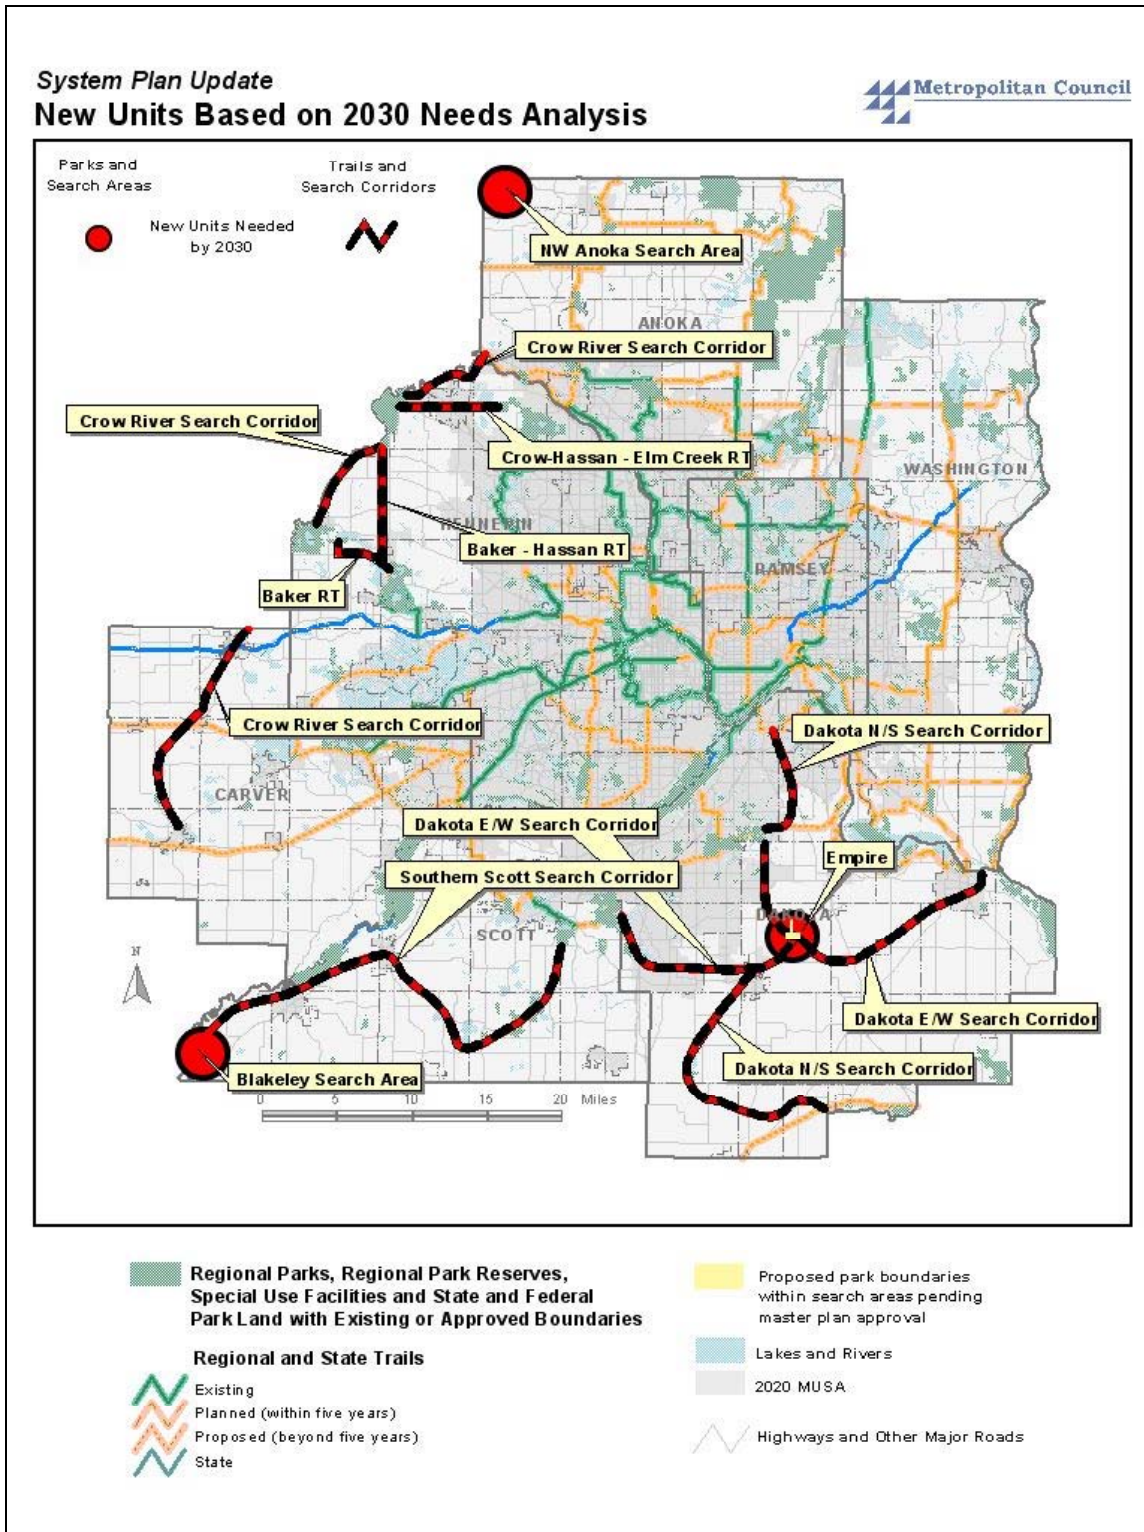 System Plan Update
New Units Based on 2030 Needs Analysis
Metropolitan Council
Parks and
Search Areas
Trails and
Search Corridors
New Units Needed
by 2030
NW Anoka Search Area
ANOKA
Crow River Search Corridor
Crow River Search Corridor
Crow-Hassan - Elm Creek RT
WASHINGTON
HENNEPIN
Baker - Hassan RT
RAMSEY
Baker RT
Crow River Search Corridor
Dakota N/S Search Corridor
CARVER
Dakota E/W Search Corridor
Empire
Southern Scott Search Corridor
DAKOTA
SCOTT
N
Dakota E/W Search Corridor
Dakota N/S Search Corridor
Blakeley Search Area
0 5 10 15 20 Miles
Regional Parks, Regional Park Reserves,
Special Use Facilities and State and Federal
Park Land with Existing or Approved Boundaries
Regional and State Trails
Existing
Planned (within five years)
Proposed (beyond five years)
State
Proposed park boundaries
within search areas pending
master plan approval
Lakes and Rivers
2020 MUSA
Highways and Other Major Roads